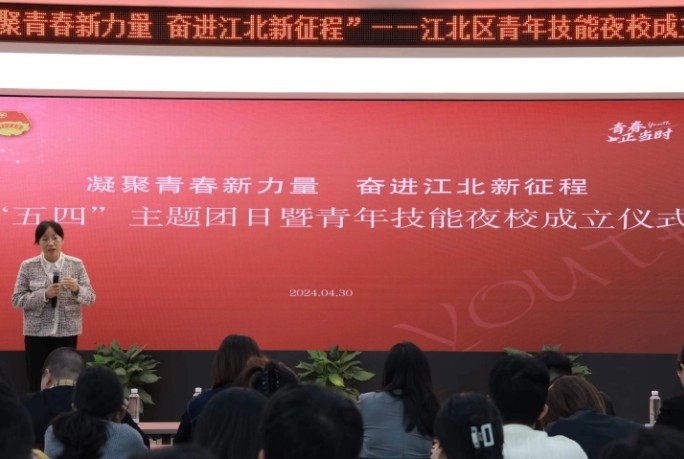 聚青春新力量 奋进江北新征程”——江北区青年技能夜校成立
青春 Youth
正当时
凝聚青春新力量 奋进江北新征程
“五四”主题团日暨青年技能夜校成立仪式
2024.04.30
YOUTH